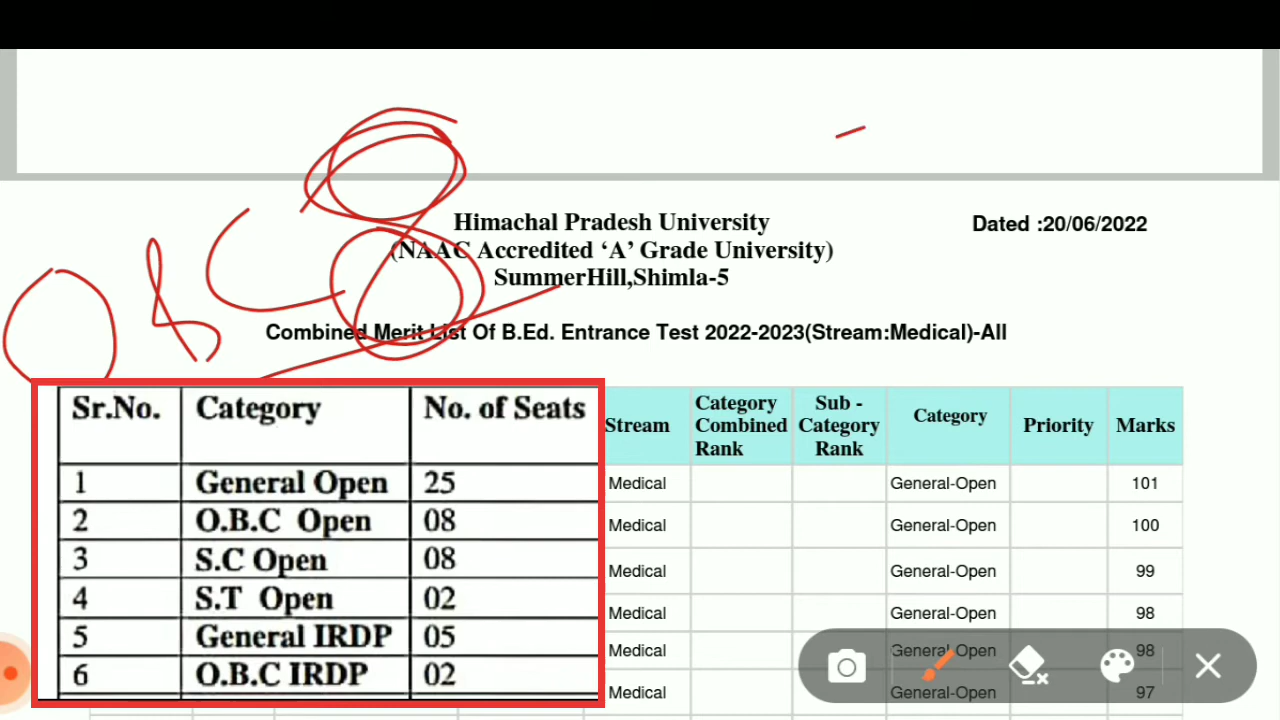 OBC 8
Himachal Pradesh University
Dated :20/06/2022
(NAAC Accredited ‘A’ Grade University)
SummerHill,Shimla-5
Combined Merit List Of B.Ed. Entrance Test 2022-2023(Stream:Medical)-All
Sr.No. Category No. of Seats
1 General Open 25
2 O.B.C Open 08
3 S.C Open 08
4 S.T Open 02
5 General IRDP 05
6 O.B.C IRDP 02
Stream Category Combined Rank Sub - Category Rank Category Priority Marks
Medical General-Open 101
Medical General-Open 100
Medical General-Open 99
Medical General-Open 98
Medical General-Open 98
Medical General-Open 97